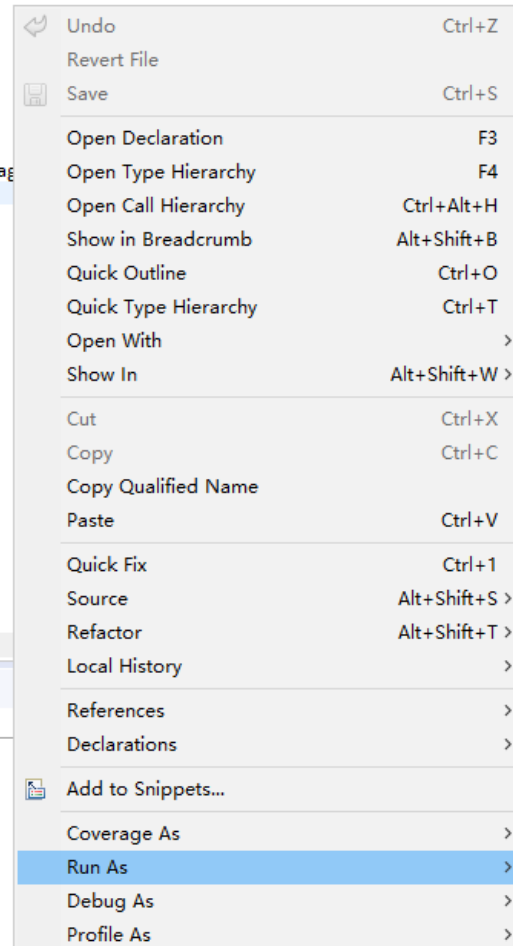 Undo Ctrl+Z
Revert File
Save Ctrl+S
Open Declaration F3
Open Type Hierarchy F4
Open Call Hierarchy Ctrl+Alt+H
Show in Breadcrumb Alt+Shift+B
Quick Outline Ctrl+O
Quick Type Hierarchy Ctrl+T
Open With >
Show In Alt+Shift+W >
Cut Ctrl+X
Copy Ctrl+C
Copy Qualified Name
Paste Ctrl+V
Quick Fix Ctrl+1
Source Alt+Shift+S >
Refactor Alt+Shift+T >
Local History >
References >
Declarations >
Add to Snippets...
Coverage As >
Run As >
Debug As >
Profile As >